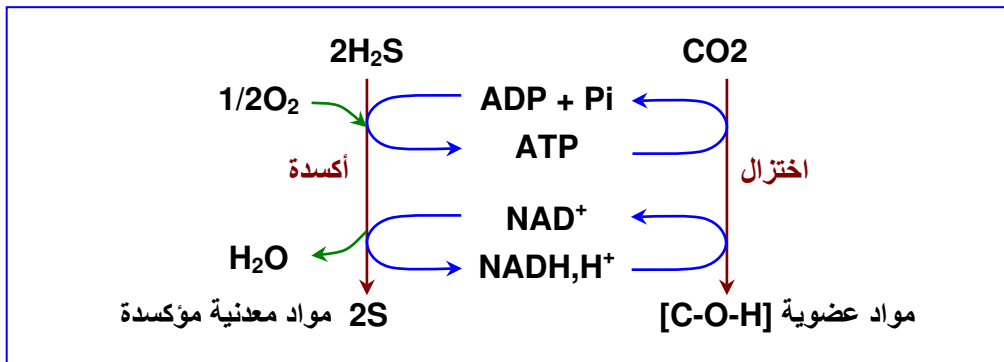 2H₂S CO2
1/2O₂ ADP + Pi
ATP
أكسدة اختزال
NAD⁺
H₂O NADH,H⁺
2S مواد معدنية مؤكسدة
[C-O-H] مواد عضوية